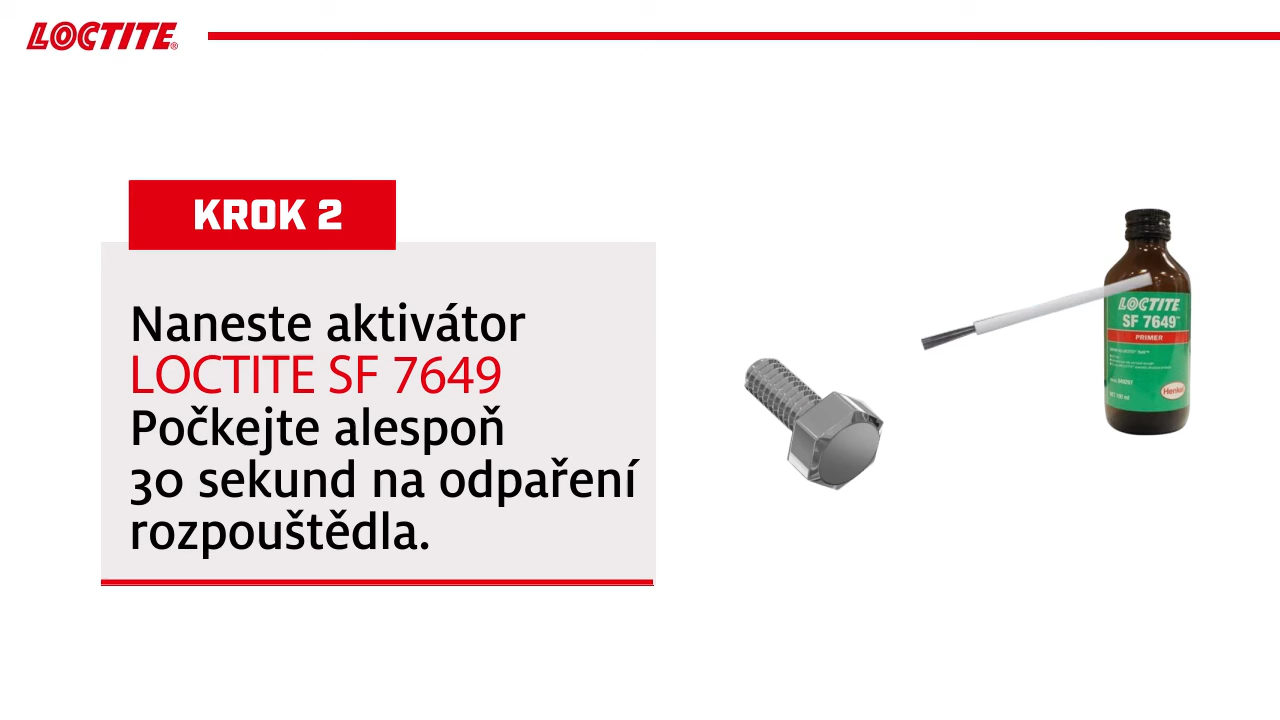 LOCTITE®
KROK 2
Naneste aktivátor
LOCTITE SF 7649
Počkejte alespoň
30 sekund na odpaření
rozpouštědla.
LOCTITE
SF 7649™
PRIMER
Henkel